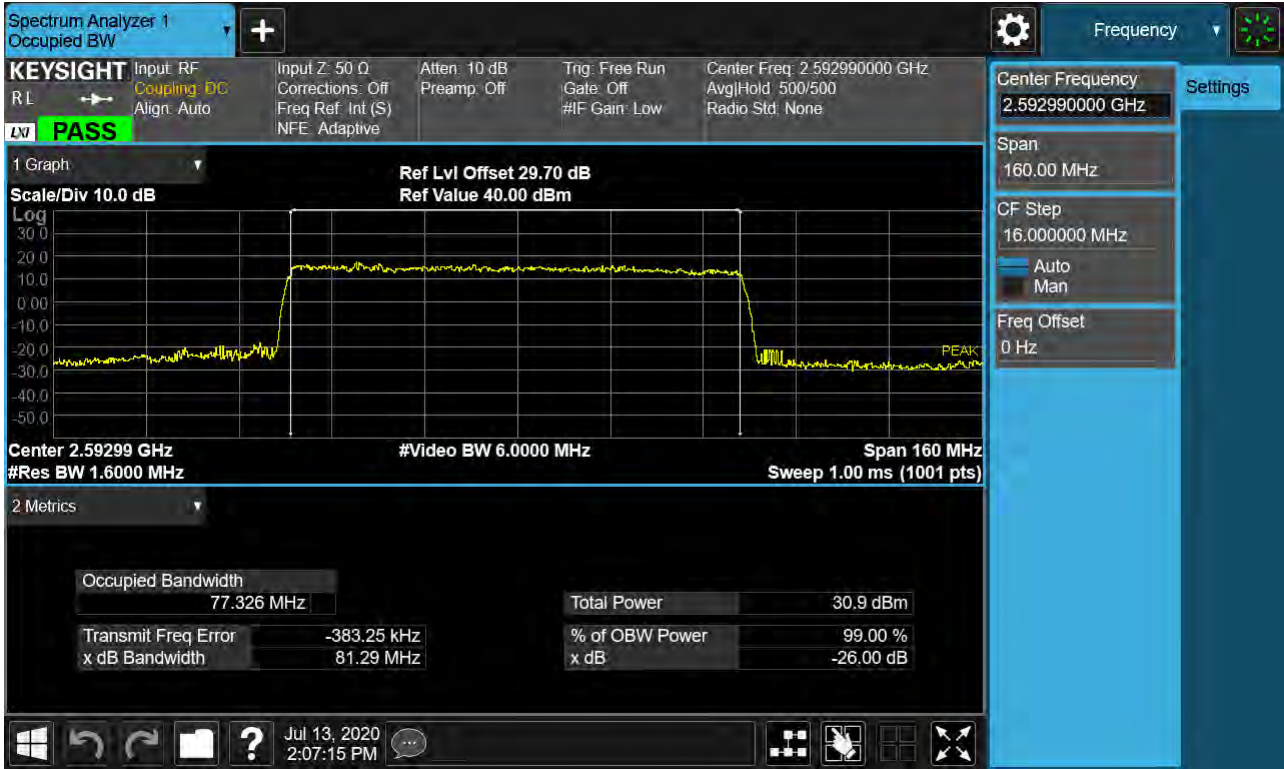 Spectrum Analyzer 1
Occupied BW
+
Frequency
KEYSIGHT
RL
LXI PASS
Input: RF
Coupling: DC
Align: Auto
Input Z: 50 Ω
Corrections: Off
Freq Ref: Int (S)
NFE: Adaptive
Atten: 10 dB
Preamp: Off
Trig: Free Run
Gate: Off
#IF Gain: Low
Center Freq: 2.592990000 GHz
Avg|Hold: 500/500
Radio Std: None
1 Graph
Scale/Div 10.0 dB
Ref Lvl Offset 29.70 dB
Ref Value 40.00 dBm
Log
30.0
20.0
10.0
0.00
-10.0
-20.0
-30.0
-40.0
-50.0
PEAK
Center 2.59299 GHz
#Video BW 6.0000 MHz
Span 160 MHz
#Res BW 1.6000 MHz
Sweep 1.00 ms (1001 pts)
2 Metrics
Occupied Bandwidth
77.326 MHz
Total Power 30.9 dBm
Transmit Freq Error -383.25 kHz
% of OBW Power 99.00 %
x dB Bandwidth 81.29 MHz
x dB -26.00 dB
?
Jul 13, 2020
2:07:15 PM
Center Frequency
2.592990000 GHz
Settings
Span
160.00 MHz
CF Step
16.000000 MHz
Auto
Man
Freq Offset
0 Hz